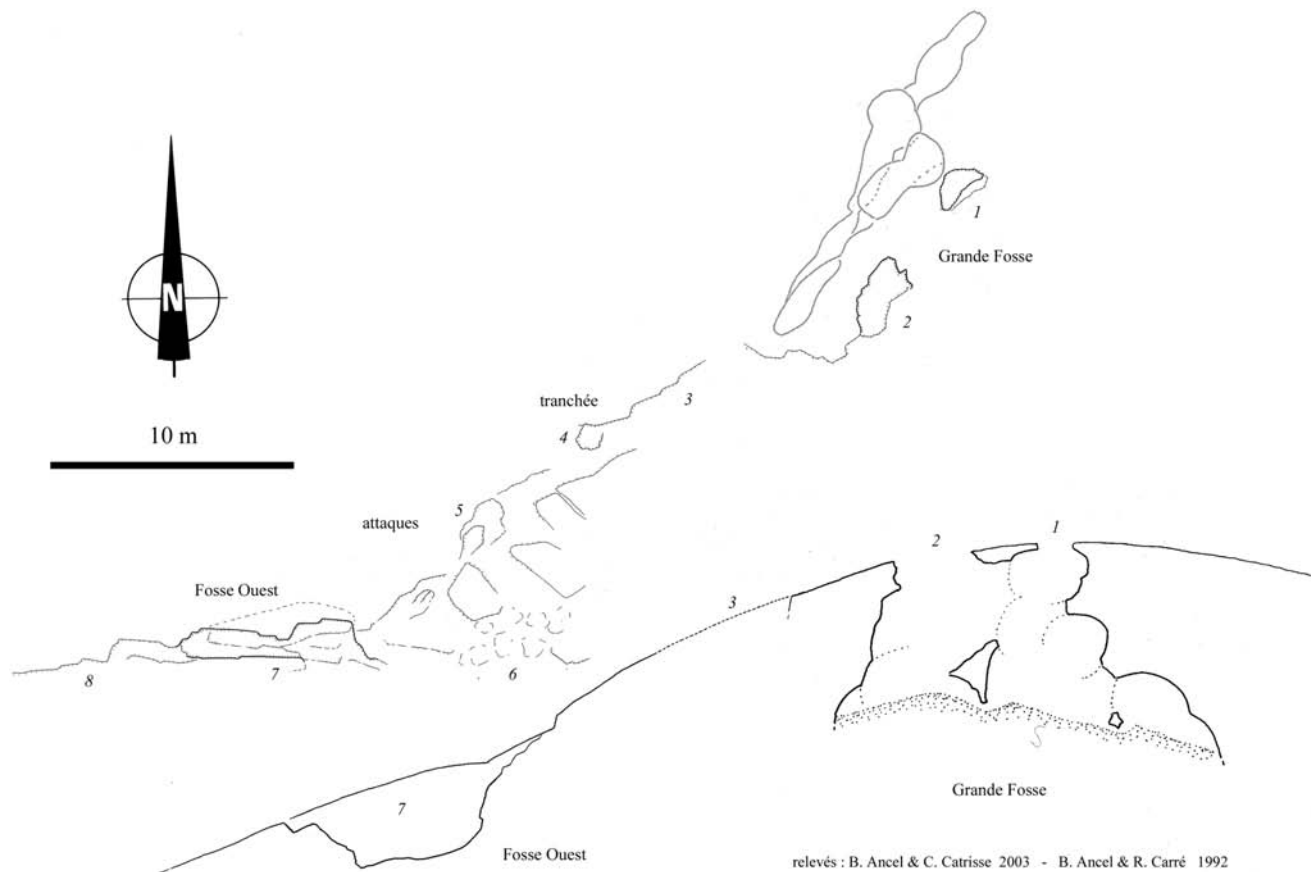 1
Grande Fosse
2
N
tranchée
3
10 m
4
5
attaques
Fosse Ouest
1
2
3
8
7
6
7
Grande Fosse
Fosse Ouest
relevés : B. Ancel & C. Catrisse 2003 - B. Ancel & R. Carré 1992